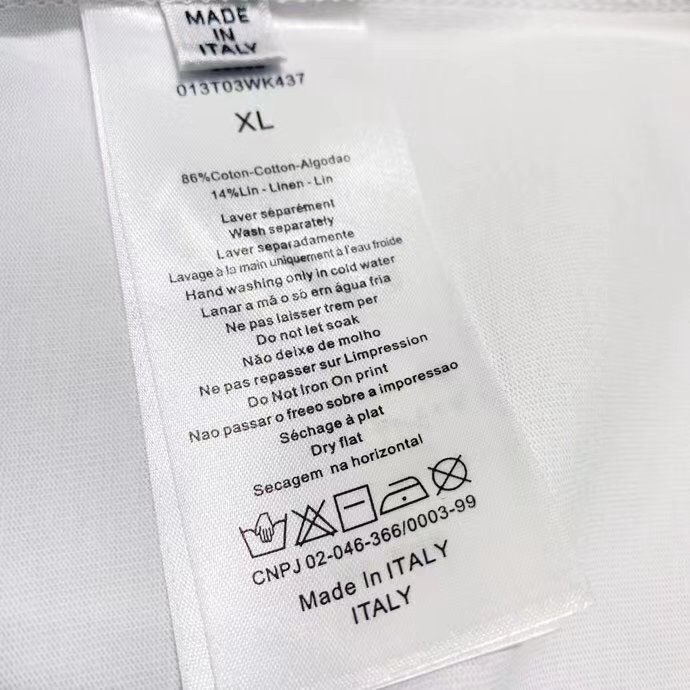 MADE
IN
ITALY
013T03WK437
XL
86%Coton-Cotton-Algodao
14%Lin - Linen - Lin
Laver séparément
Wash separately
Laver separadamente
Lavage à la main uniquement à l'eau froide
Hand washing only in cold water
Lanar a mã o sò ern água fria
Ne pas laisser trem per
Do not let soak
Não deixe de molho
Ne pas repasser sur Limpression
Do Not Iron On print
Nao passar o freeo sobre a imporessao
Séchage à plat
Dry flat
Secagem na horizontal
CNPJ 02-046-366/0003-99
Made In ITALY
ITALY